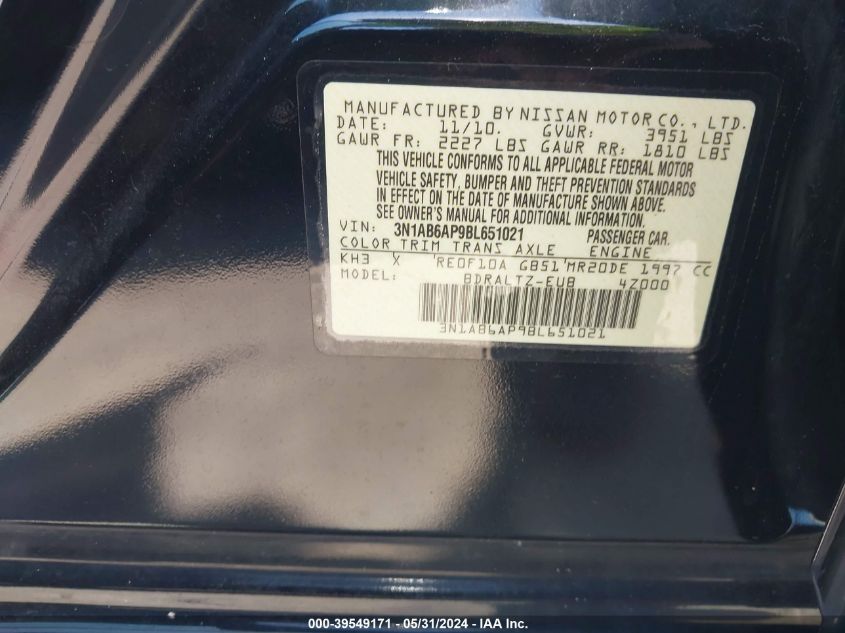 MANUFACTURED BY NISSAN MOTOR CO., LTD.
DATE: 11/10. GVWR: 3951 LBS
GAWR FR: 2227 LBS GAWR RR: 1810 LBS
THIS VEHICLE CONFORMS TO ALL APPLICABLE FEDERAL MOTOR
VEHICLE SAFETY, BUMPER AND THEFT PREVENTION STANDARDS
IN EFFECT ON THE DATE OF MANUFACTURE SHOWN ABOVE.
SEE OWNER'S MANUAL FOR ADDITIONAL INFORMATION.
VIN: 3N1AB6AP9BL651021 PASSENGER CAR.
COLOR TRIM TRANS AXLE ENGINE
KH3 X RE0F10A GB51 MR20DE 1997 CC
MODEL: BDRALTZ-EUB 4Z000
3N1AB6AP9BL651021
000-39549171 - 05/31/2024 - IAA Inc.